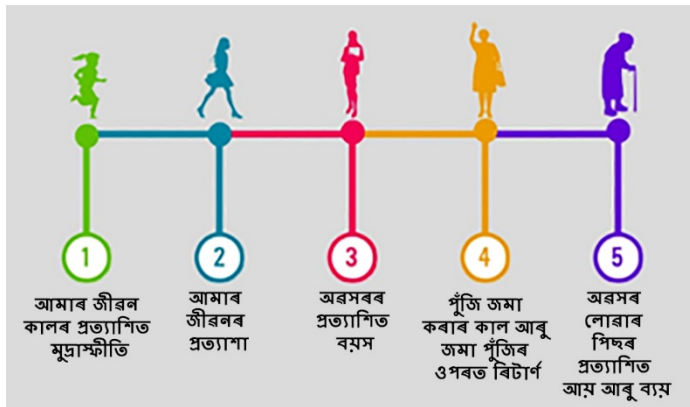 1
আমাৰ জীৱন
কালৰ প্ৰত্যাশিত
মুদ্ৰাস্ফীতি
2
আমাৰ
জীৱনৰ
প্ৰত্যাশা
3
অৱসৰৰ
প্ৰত্যাশিত
বয়স
4
পুঁজি জমা
কৰাৰ কাল আৰু
জমা পুঁজিৰ
ওপৰত ৰিটাৰ্ণ
5
অৱসৰ
লোৱাৰ
পিছৰ
প্ৰত্যাশিত
আয় আৰু ব্যয়